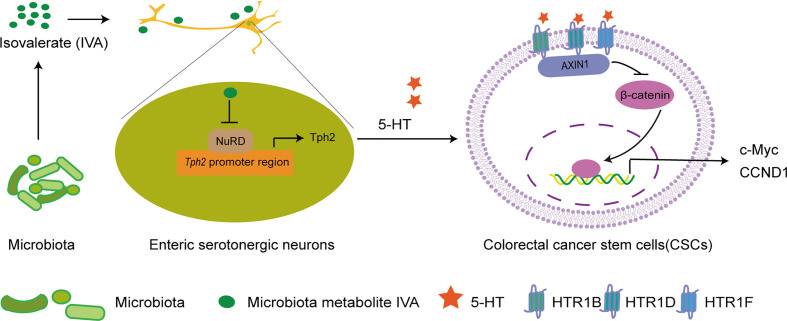 Isovalerate (IVA)
Microbiota
NuRD
Tph2
Tph2 promoter region
Enteric serotonergic neurons
5-HT
AXIN1
β-catenin
c-Myc
CCND1
Colorectal cancer stem cells(CSCs)
Microbiota
Microbiota metabolite IVA
5-HT
HTR1B
HTR1D
HTR1F